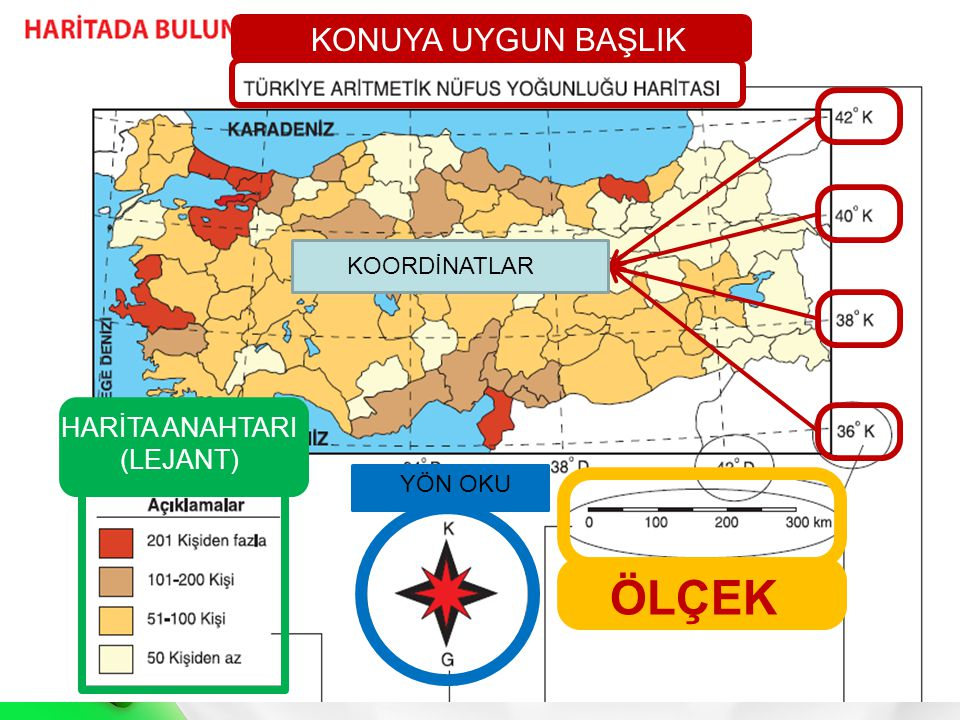 HARİTADA BULUN
KONUYA UYGUN BAŞLIK
TÜRKİYE ARİTMETİK NÜFUS YOĞUNLUĞU HARİTASI
KARADENİZ
42° K
40° K
KOORDİNATLAR
38° K
EGE DENİZİ
36° K
HARİTA ANAHTARI
(LEJANT)
İZ
38° D
42° D
YÖN OKU
Açıklamalar
201 Kişiden fazla
101-200 Kişi
51-100 Kişi
50 Kişiden az
K
G
0 100 200 300 km
ÖLÇEK